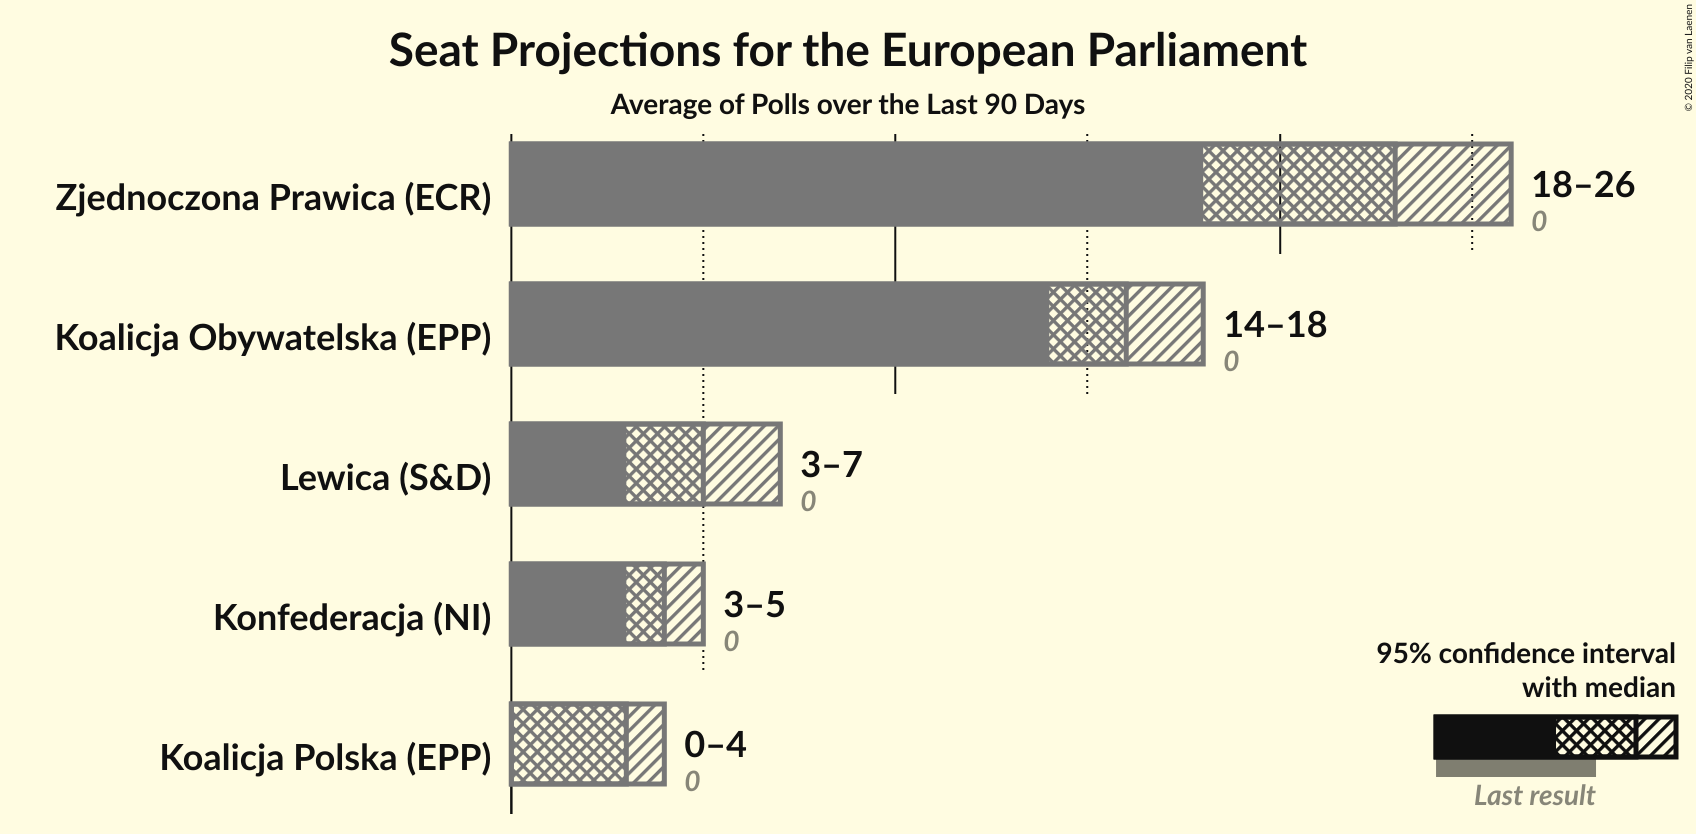 Seat Projections for the European Parliament
Average of Polls over the Last 90 Days
© 2020 Filip van Laenen
Zjednoczona Prawica (ECR)
18–26
0
Koalicja Obywatelska (EPP)
14–18
0
Lewica (S&D)
3–7
0
Konfederacja (NI)
3–5
0
Koalicja Polska (EPP)
0–4
0
95% confidence interval
with median
Last result